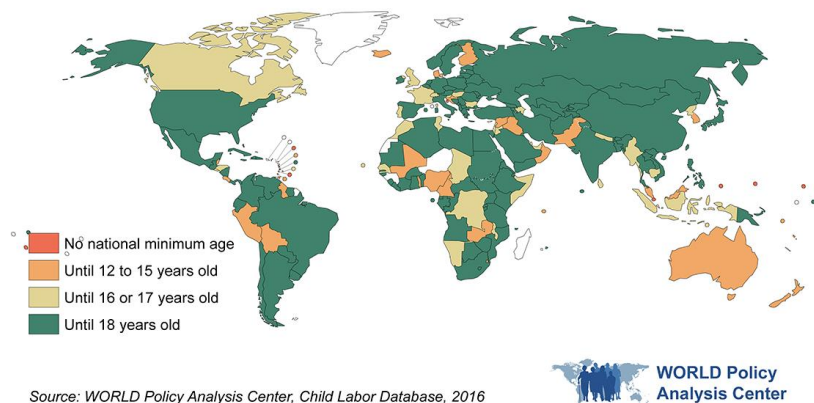 No national minimum age
Until 12 to 15 years old
Until 16 or 17 years old
Until 18 years old
Source: WORLD Policy Analysis Center, Child Labor Database, 2016
WORLD Policy
Analysis Center